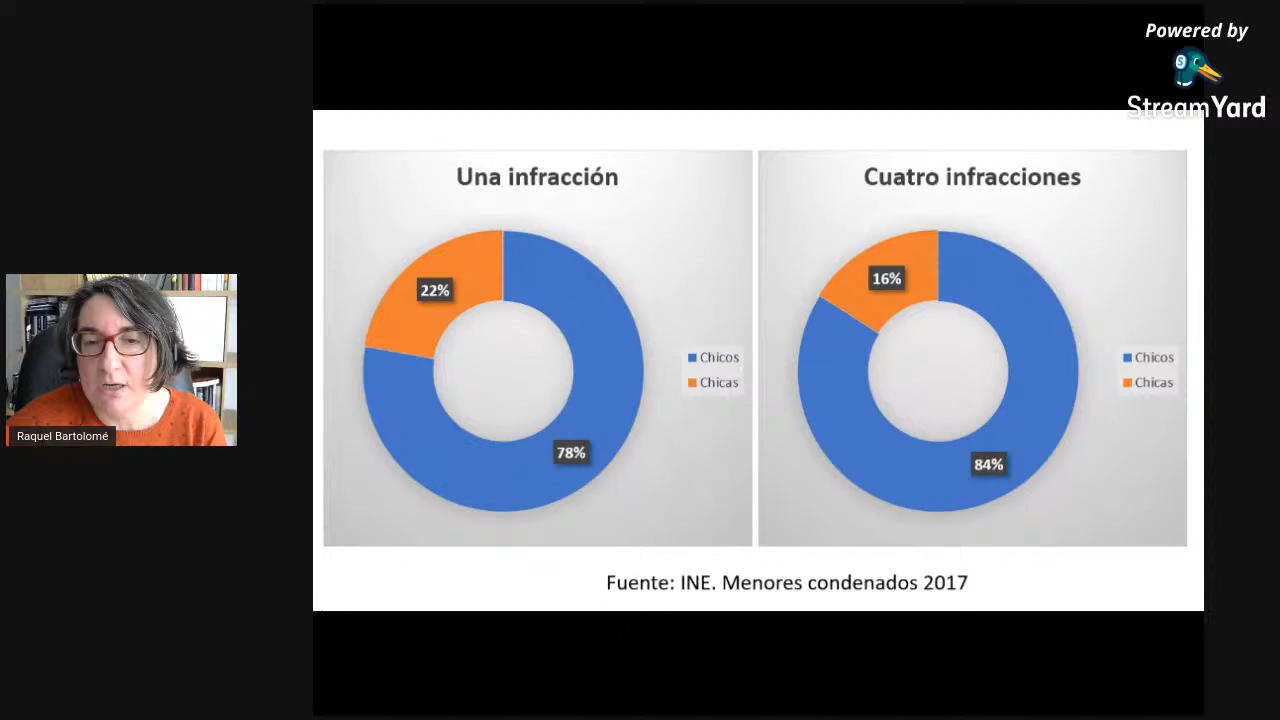 Powered by
StreamYard
Una infracción
22%
78%
Chicos
Chicas
Cuatro infracciones
16%
84%
Chicos
Chicas
Raquel Bartolomé
Fuente: INE. Menores condenados 2017